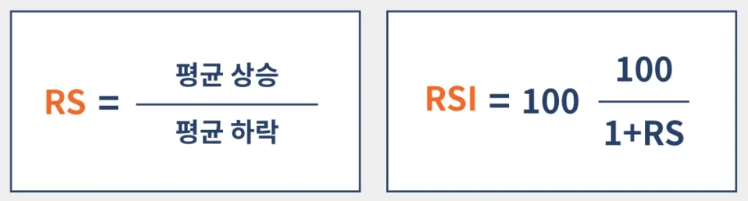 RS = 평균 상승 / 평균 하락
RSI = 100 100 / 1+RS